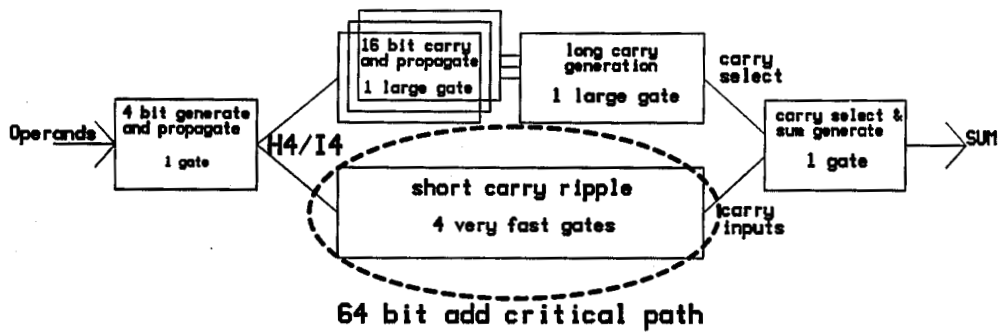 Operands
4 bit generate
and propagate
1 gate
H4/I4
16 bit carry
and propagate
1 large gate
long carry
generation
1 large gate
carry
select
short carry ripple
4 very fast gates
carry
inputs
carry select &
sum generate
1 gate
SUM
64 bit add critical path